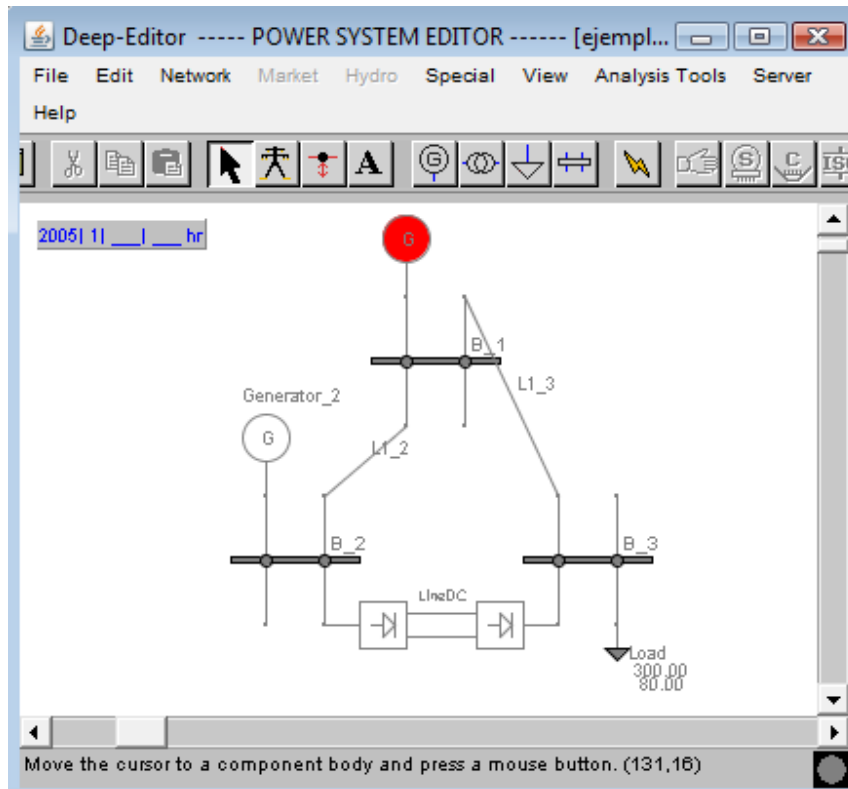 Deep-Editor ----- POWER SYSTEM EDITOR ------ [ejempl...
File Edit Network Market Hydro Special View Analysis Tools Server
Help
A G S C ISO
2005| 1| ___| ___ hr
G
B_1
L1_3
Generator_2
G
L1_2
B_2
B_3
LineDC
Load
300.00
80.00
Move the cursor to a component body and press a mouse button. (131,16)